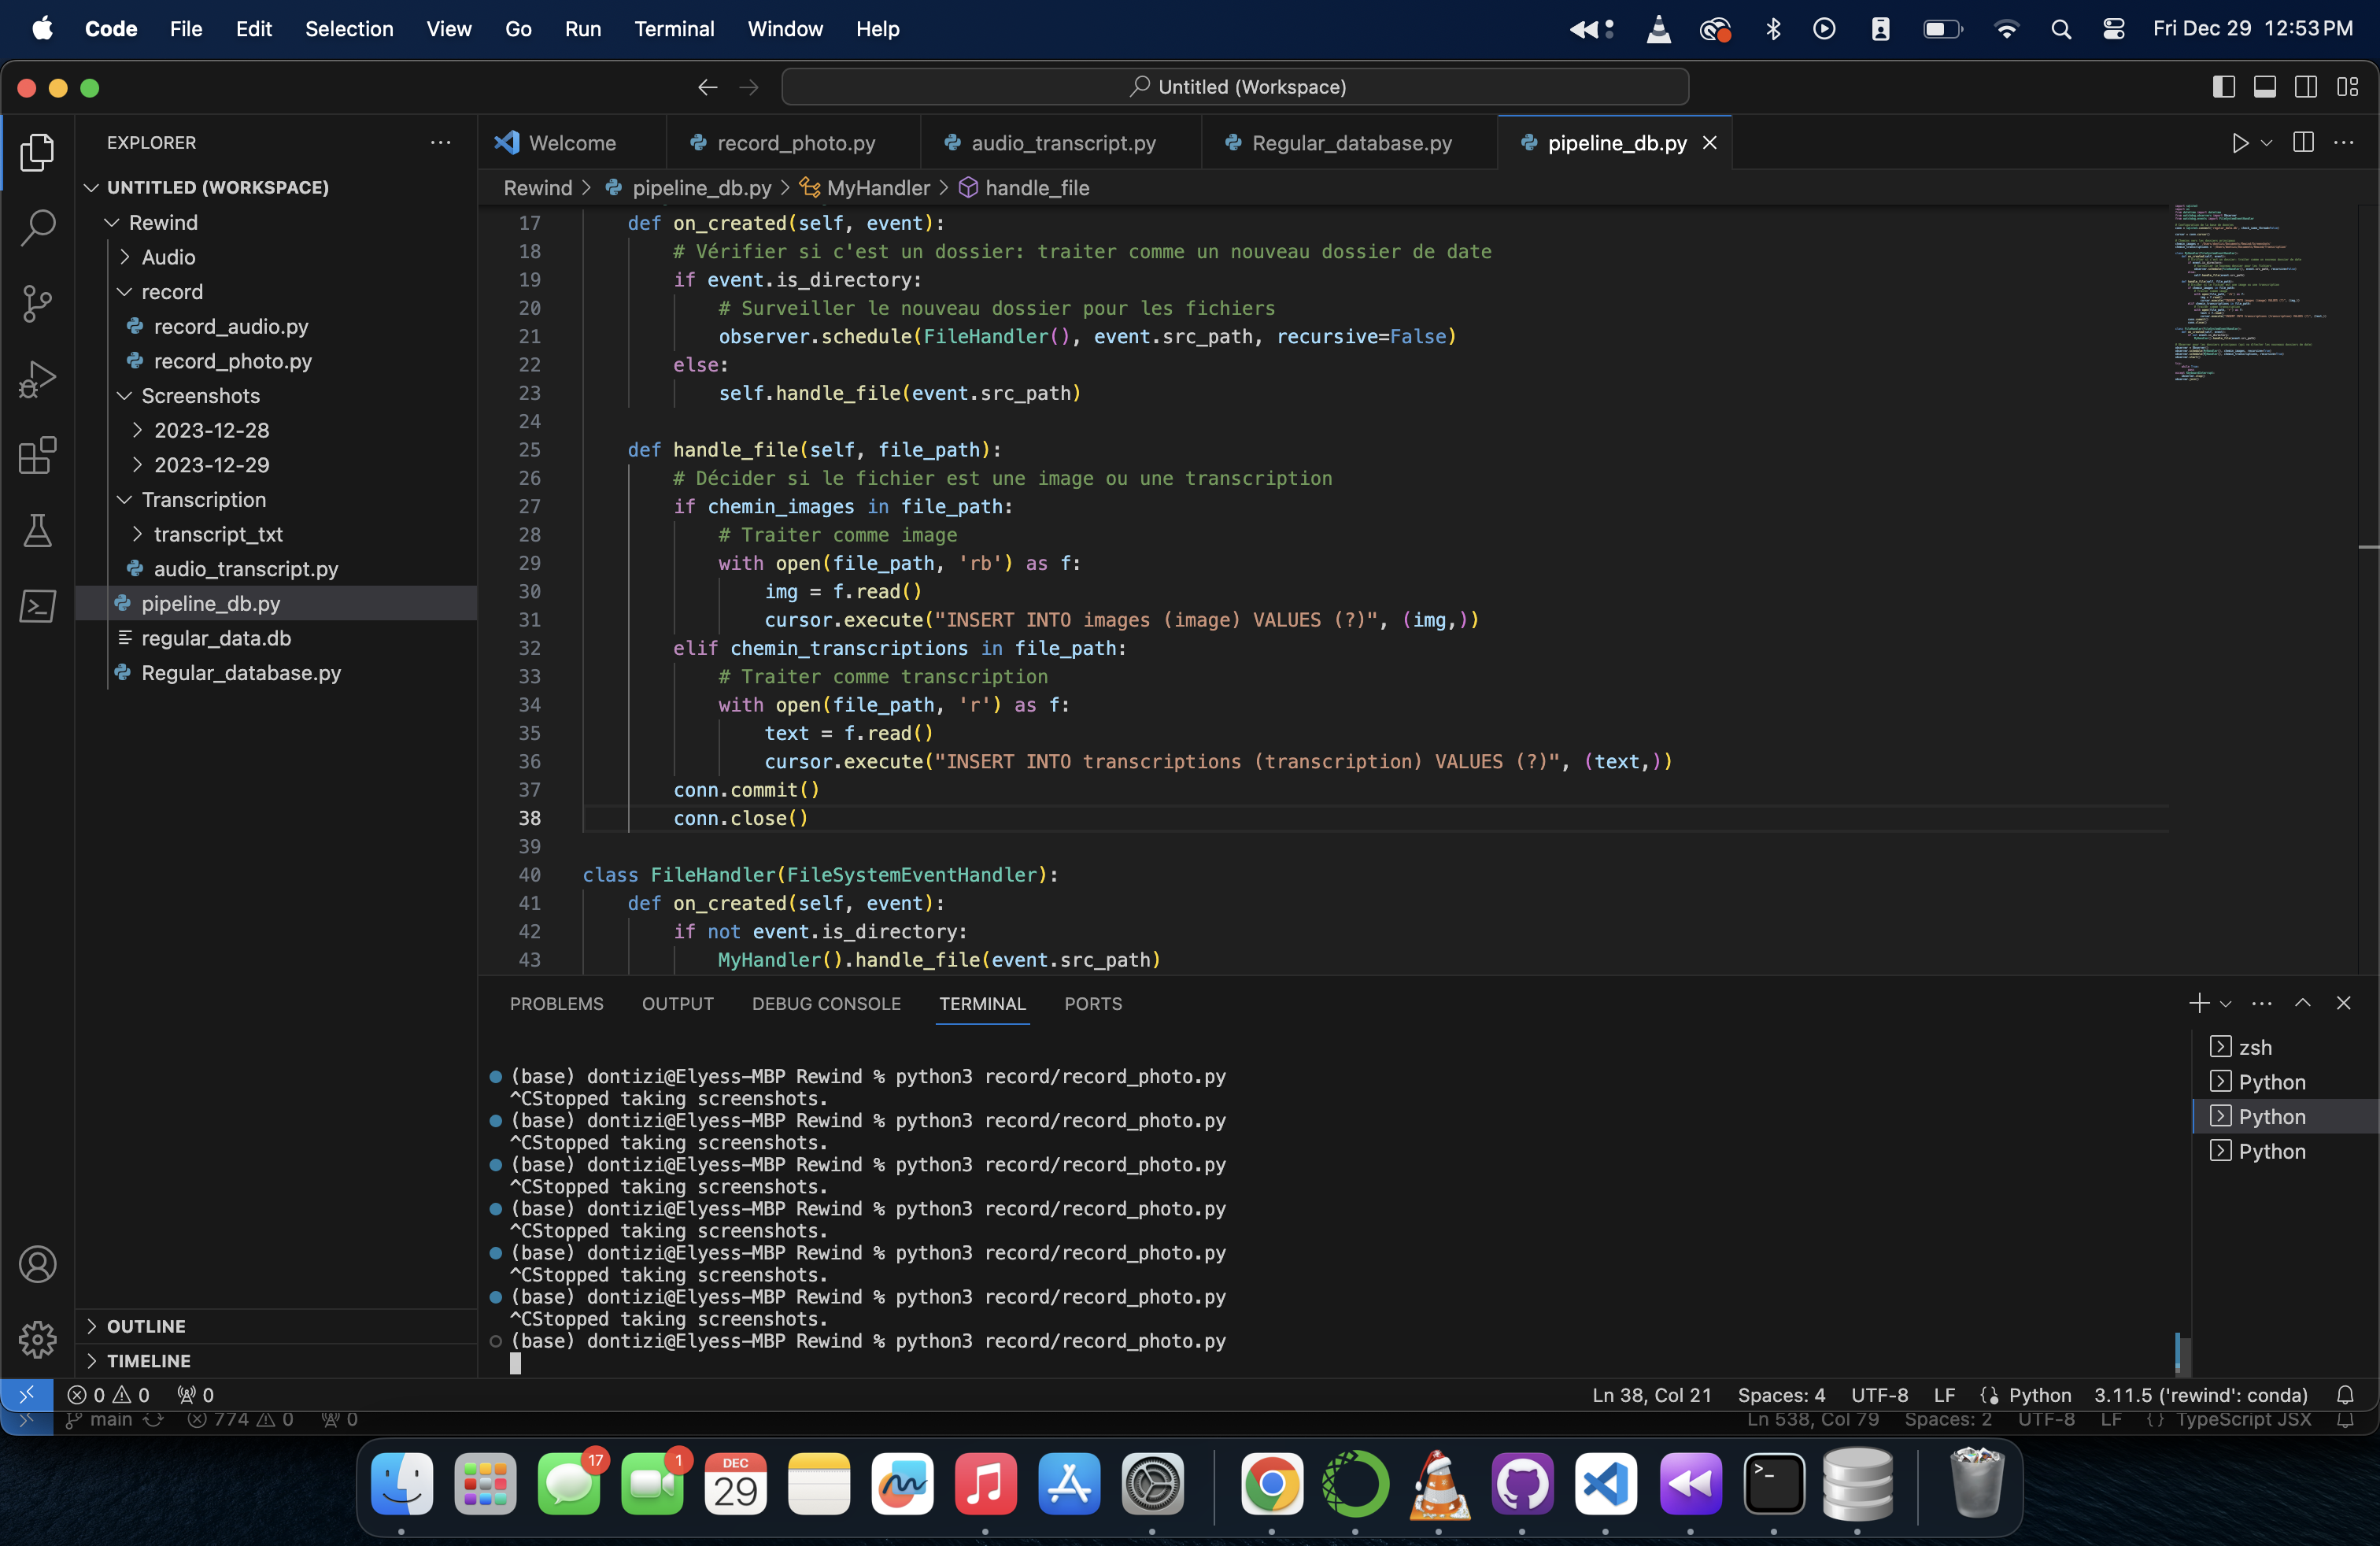 Code File Edit Selection View Go Run Terminal Window Help Fri Dec 29 12:53 PM
Untitled (Workspace)
EXPLORER
UNTITLED (WORKSPACE)
Rewind
Audio
record
record_audio.py
record_photo.py
Screenshots
2023-12-28
2023-12-29
Transcription
transcript_txt
audio_transcript.py
pipeline_db.py
regular_data.db
Regular_database.py
OUTLINE
TIMELINE
Welcome record_photo.py audio_transcript.py Regular_database.py pipeline_db.py
Rewind > pipeline_db.py > MyHandler > handle_file
17 def on_created(self, event):
18 # Vérifier si c'est un dossier: traiter comme un nouveau dossier de date
19 if event.is_directory:
20 # Surveiller le nouveau dossier pour les fichiers
21 observer.schedule(FileHandler(), event.src_path, recursive=False)
22 else:
23 self.handle_file(event.src_path)
24
25 def handle_file(self, file_path):
26 # Décider si le fichier est une image ou une transcription
27 if chemin_images in file_path:
28 # Traiter comme image
29 with open(file_path, 'rb') as f:
30 img = f.read()
31 cursor.execute("INSERT INTO images (image) VALUES (?)", (img,))
32 elif chemin_transcriptions in file_path:
33 # Traiter comme transcription
34 with open(file_path, 'r') as f:
35 text = f.read()
36 cursor.execute("INSERT INTO transcriptions (transcription) VALUES (?)", (text,))
37 conn.commit()
38 conn.close()
39
40 class FileHandler(FileSystemEventHandler):
41 def on_created(self, event):
42 if not event.is_directory:
43 MyHandler().handle_file(event.src_path)
PROBLEMS OUTPUT DEBUG CONSOLE TERMINAL PORTS
(base) dontizi@Elyess-MBP Rewind % python3 record/record_photo.py
^CStopped taking screenshots.
(base) dontizi@Elyess-MBP Rewind % python3 record/record_photo.py
^CStopped taking screenshots.
(base) dontizi@Elyess-MBP Rewind % python3 record/record_photo.py
^CStopped taking screenshots.
(base) dontizi@Elyess-MBP Rewind % python3 record/record_photo.py
^CStopped taking screenshots.
(base) dontizi@Elyess-MBP Rewind % python3 record/record_photo.py
^CStopped taking screenshots.
(base) dontizi@Elyess-MBP Rewind % python3 record/record_photo.py
^CStopped taking screenshots.
(base) dontizi@Elyess-MBP Rewind % python3 record/record_photo.py
zsh
Python
Python
Python
0 0 0 Ln 38, Col 21 Spaces: 4 UTF-8 LF Python 3.11.5 ('rewind': conda)
main 774 0 0 Ln 538, Col 79 Spaces: 2 UTF-8 LF {} TypeScript JSX
17 1 DEC
29